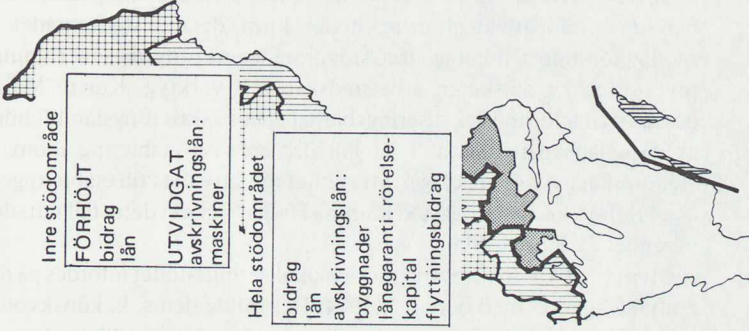 Inre stödområde
FÖRHÖJT
bidrag
lån
UTVIDGAT
avskrivningslån:
maskiner
Hela stödområdet
bidrag
lån
avskrivningslån:
byggnader
lånegaranti: rörelse-
kapital
flyttningsbidrag